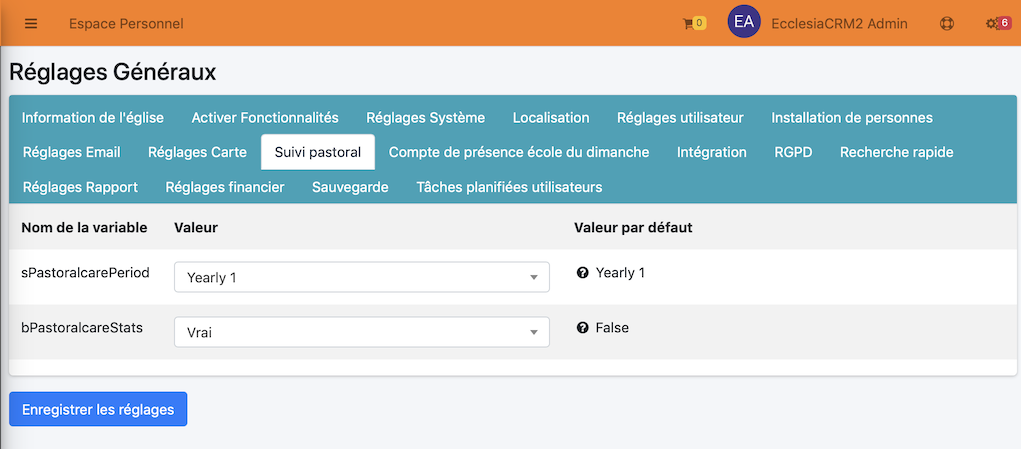 Espace Personnel 0 EA EcclesiaCRM2 Admin 6
Réglages Généraux
Information de l'église Activer Fonctionnalités Réglages Système Localisation Réglages utilisateur Installation de personnes
Réglages Email Réglages Carte Suivi pastoral Compte de présence école du dimanche Intégration RGPD Recherche rapide
Réglages Rapport Réglages financier Sauvegarde Tâches planifiées utilisateurs
Nom de la variable Valeur Valeur par défaut
sPastoralcarePeriod Yearly 1 Yearly 1
bPastoralcareStats Vrai False
Enregistrer les réglages